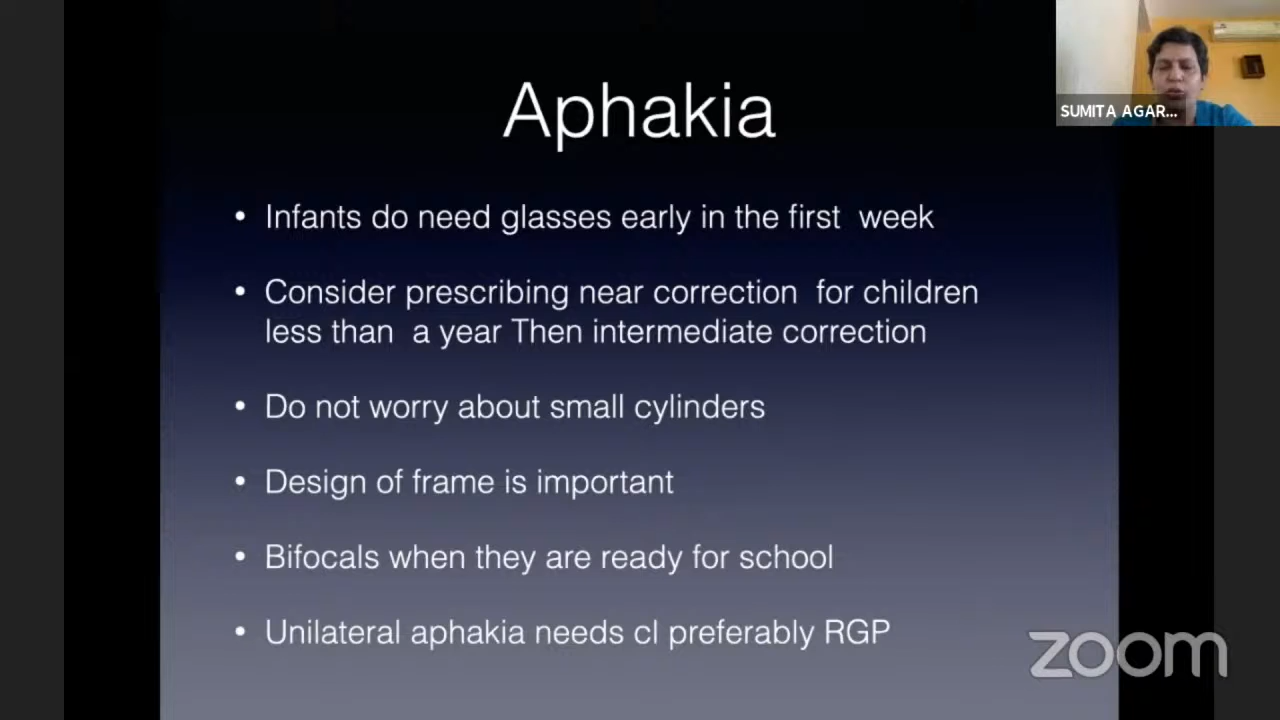 Aphakia
SUMITA AGAR...
• Infants do need glasses early in the first week
• Consider prescribing near correction for children
less than a year Then intermediate correction
• Do not worry about small cylinders
• Design of frame is important
• Bifocals when they are ready for school
• Unilateral aphakia needs cl preferably RGP
zoom